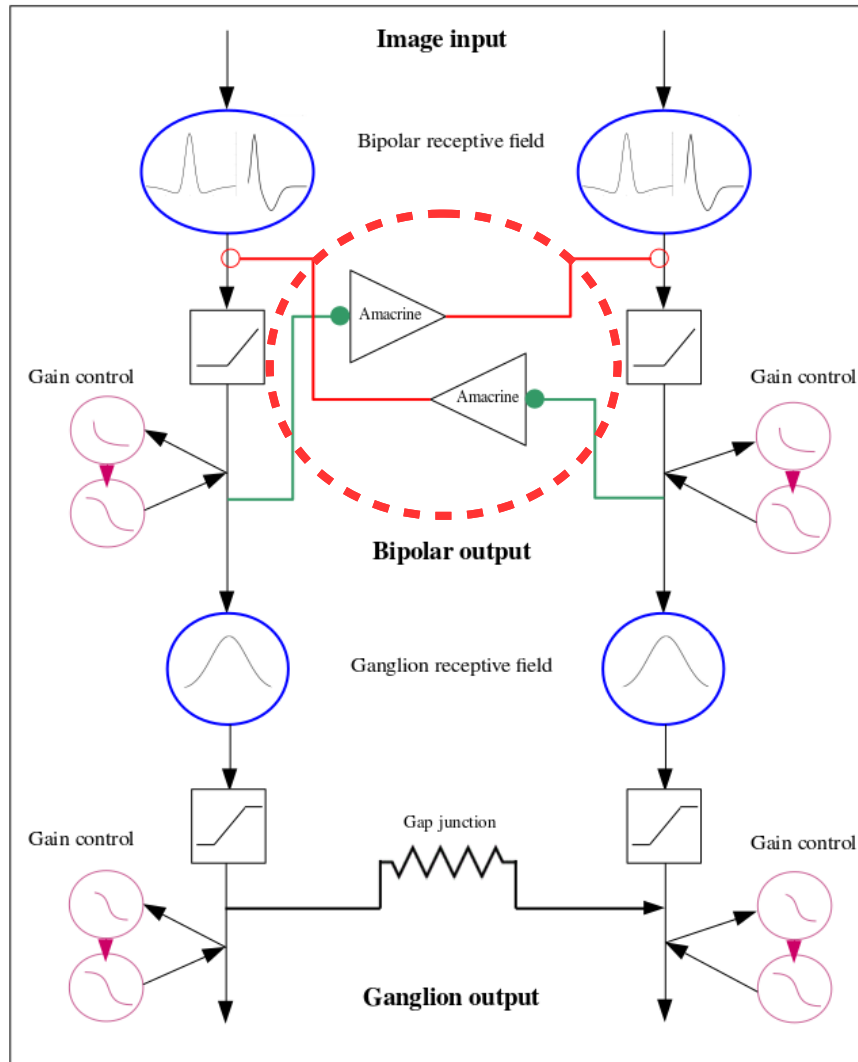 Image input
Bipolar receptive field
Amacrine
Gain control
Gain control
Amacrine
Bipolar output
Ganglion receptive field
Gap junction
Gain control
Gain control
Ganglion output